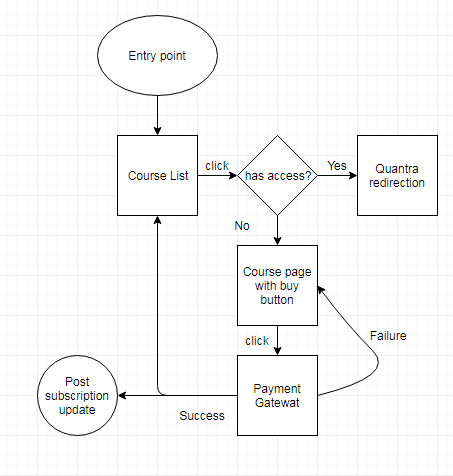 Entry point
Course List
click
has access?
Yes
Quantra
redirection
No
Course page
with buy
button
click
Failure
Payment
Gatewat
Post
subscription
update
Success